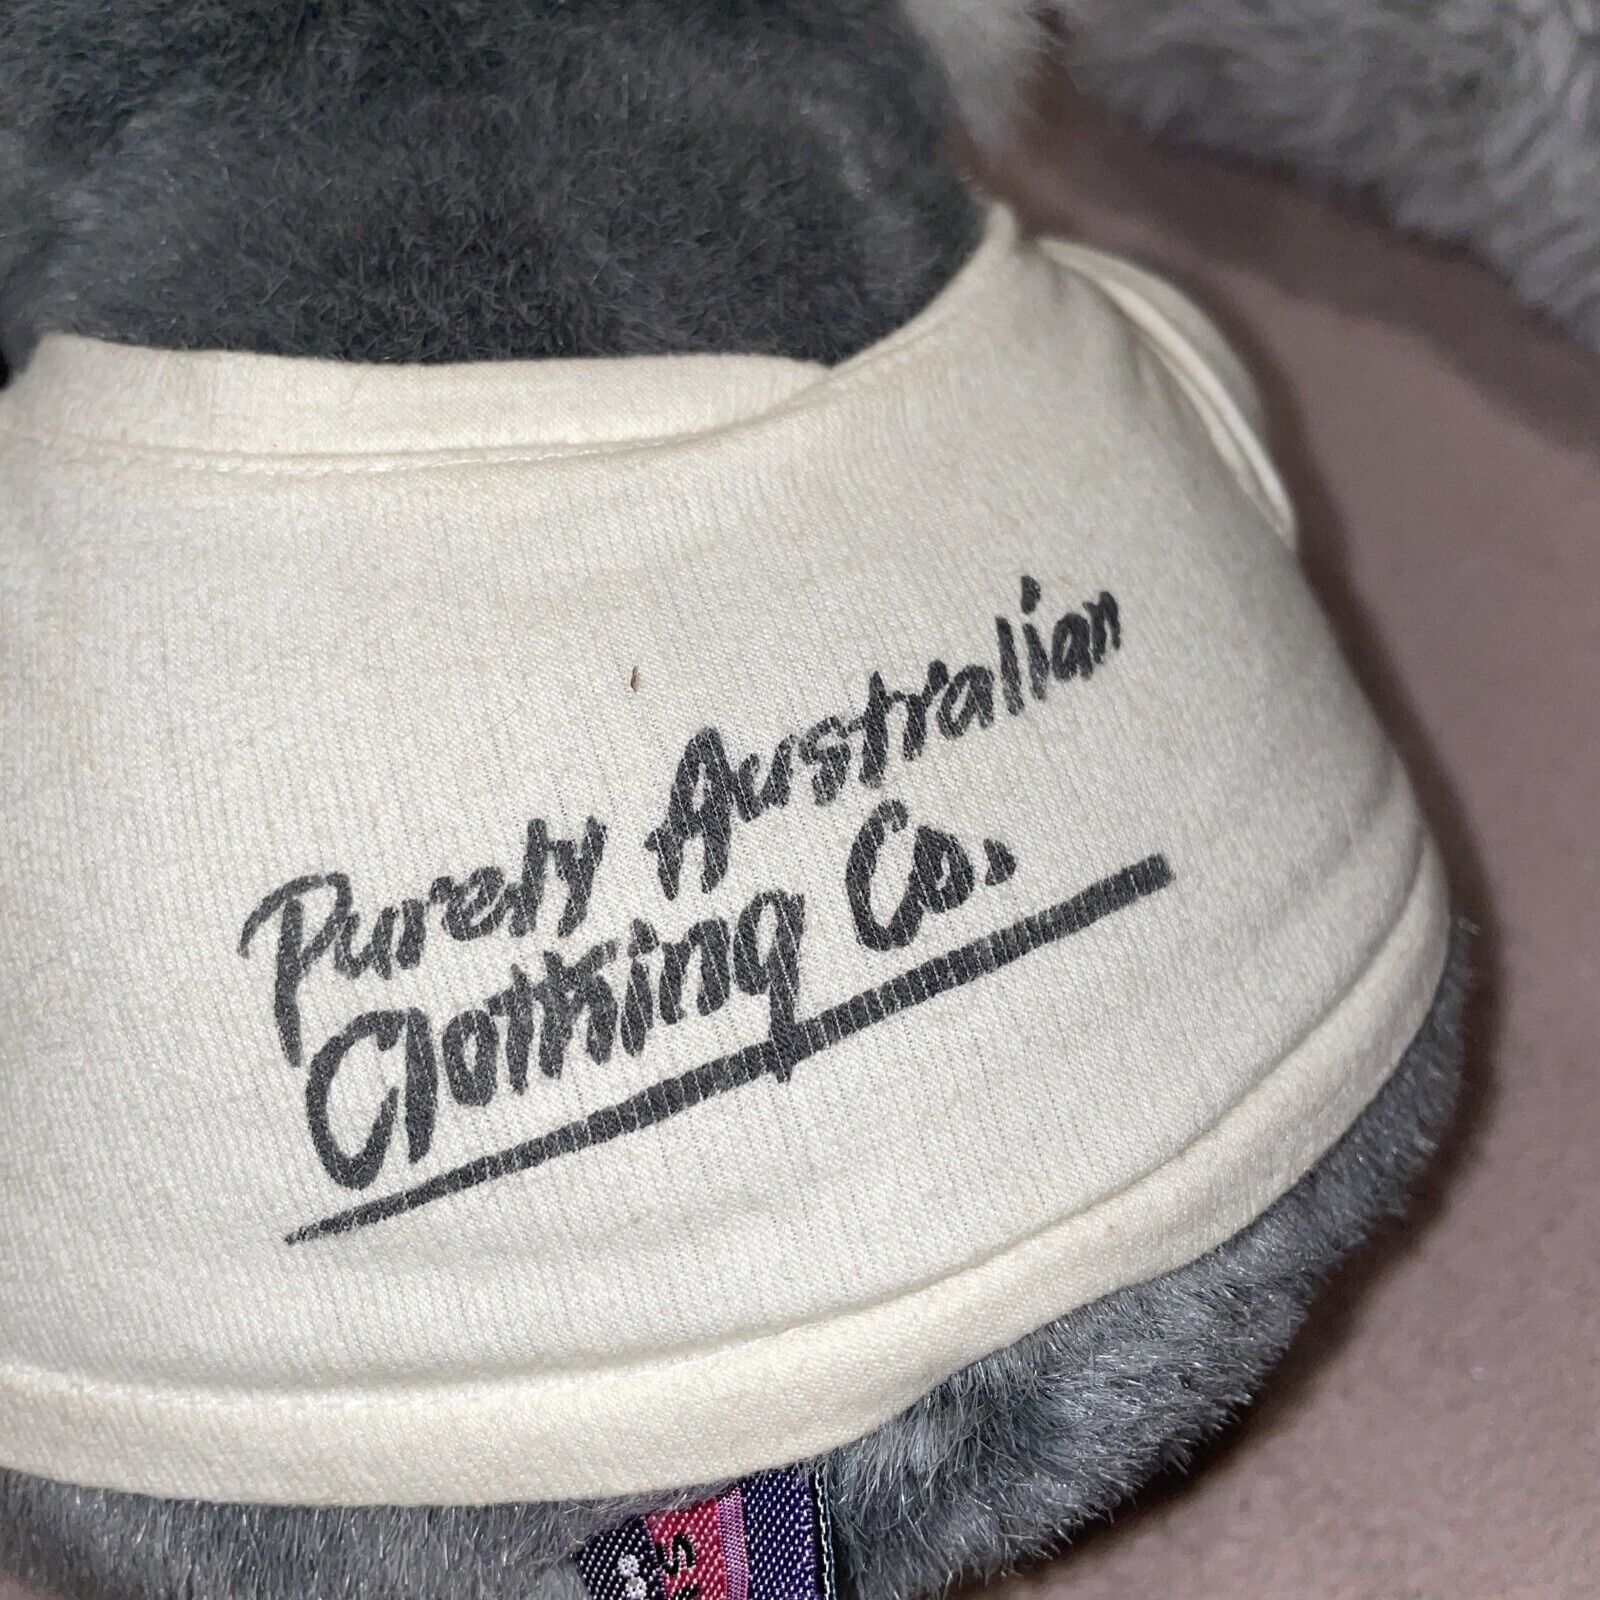 Purely Australian
Clothing Co.